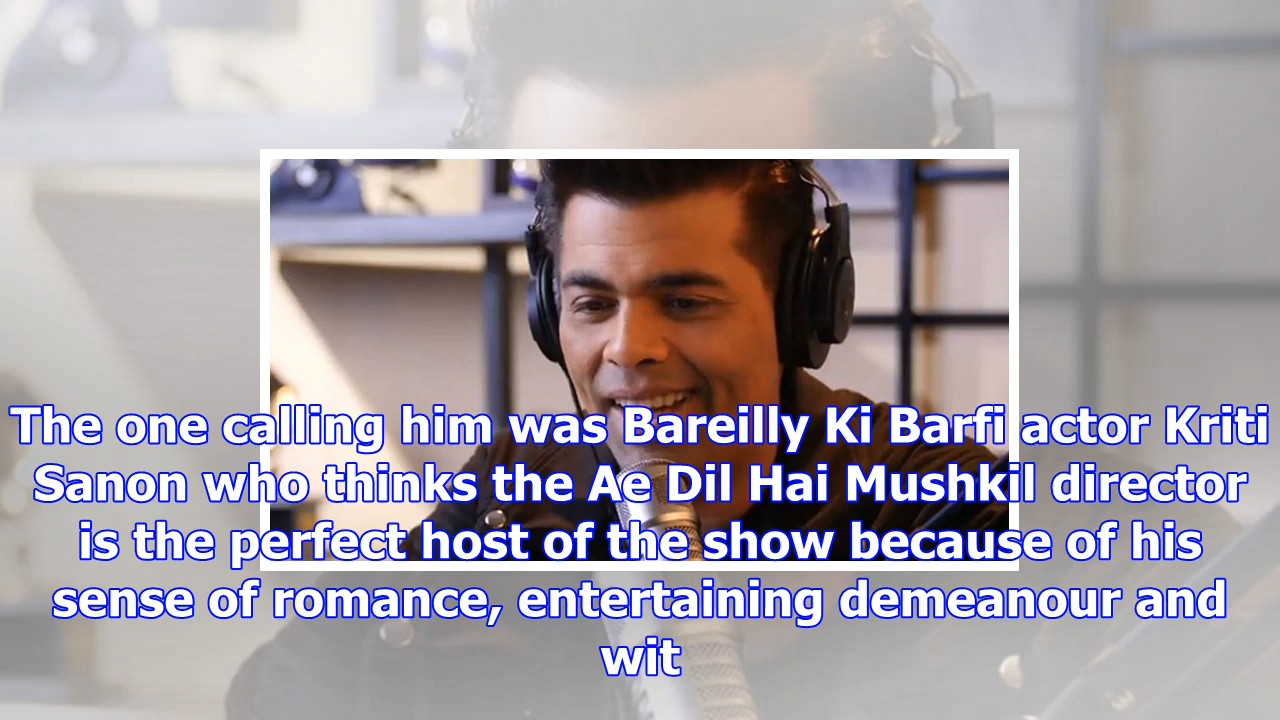 The one calling him was Bareilly Ki Barfi actor Kriti
Sanon who thinks the Ae Dil Hai Mushkil director
is the perfect host of the show because of his
sense of romance, entertaining demeanour and
wit